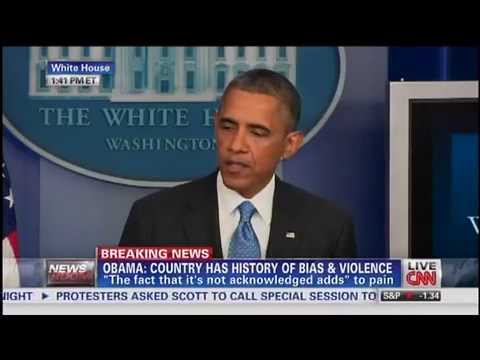 White House
1:41 PM ET
THE WHITE HOUSE
WASHINGTON
BREAKING NEWS
OBAMA: COUNTRY HAS HISTORY OF BIAS & VIOLENCE
"The fact that it's not acknowledged adds" to pain
NEWS
LIVE
CNN
NIGHT PROTESTERS ASKED SCOTT TO CALL SPECIAL SESSION TO
S&P -1.34